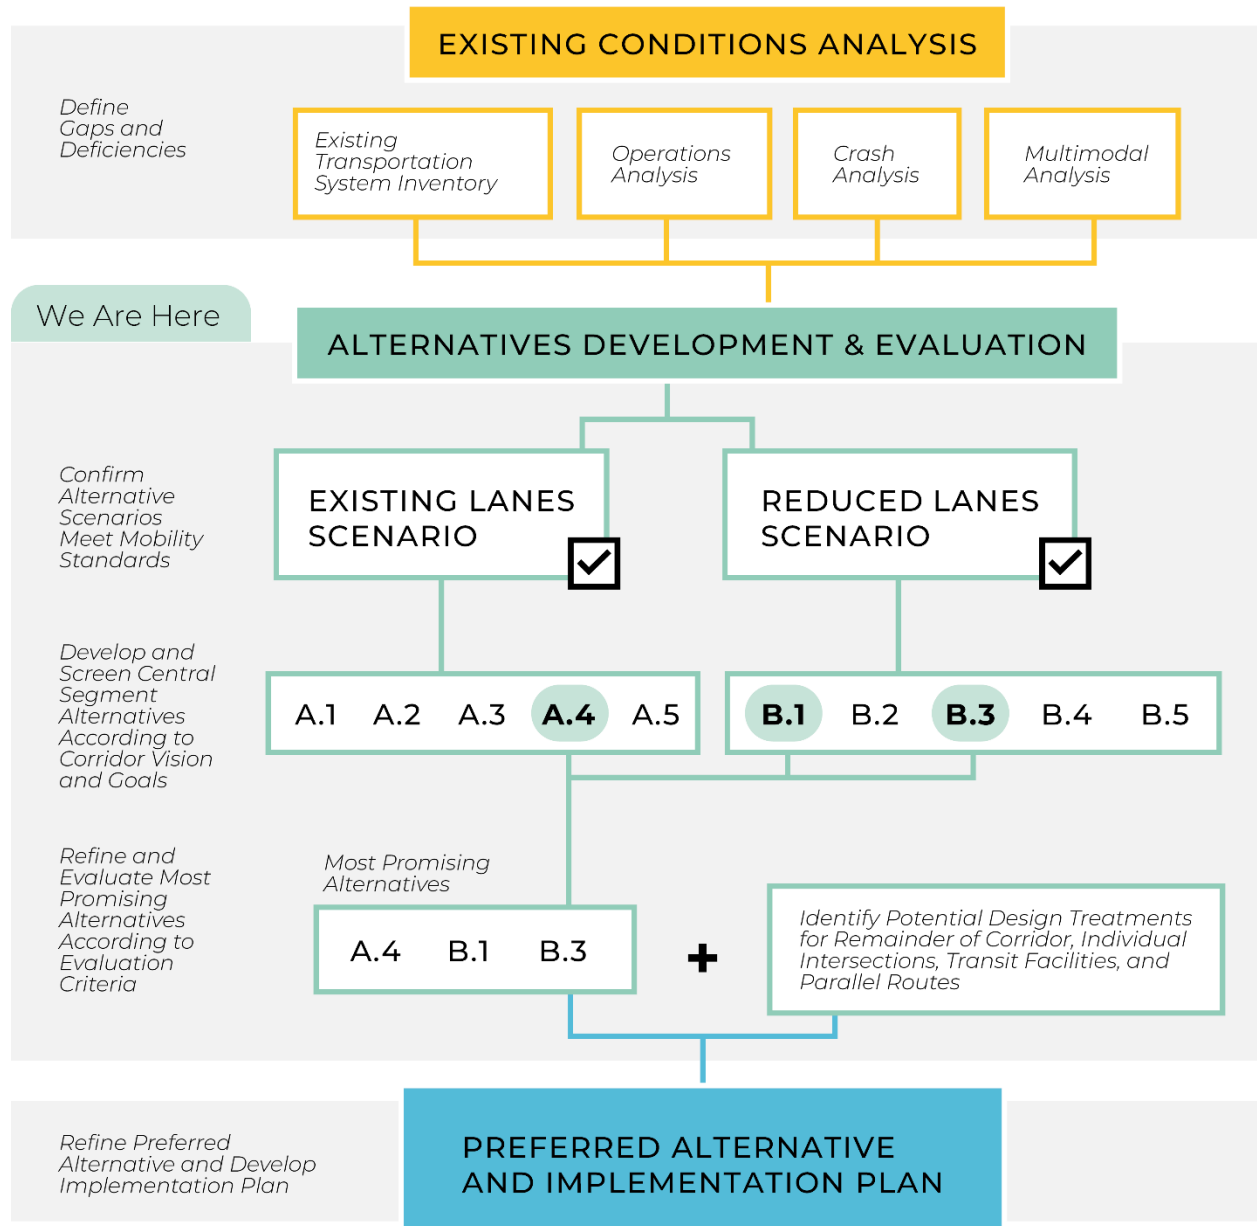 EXISTING CONDITIONS ANALYSIS
Define
Gaps and
Deficiencies
Existing
Transportation
System Inventory
Operations
Analysis
Crash
Analysis
Multimodal
Analysis
We Are Here
ALTERNATIVES DEVELOPMENT & EVALUATION
Confirm
Alternative
Scenarios
Meet Mobility
Standards
EXISTING LANES
SCENARIO
REDUCED LANES
SCENARIO
Develop and
Screen Central
Segment
Alternatives
According to
Corridor Vision
and Goals
A.1 A.2 A.3 A.4 A.5
B.1 B.2 B.3 B.4 B.5
Refine and
Evaluate Most
Promising
Alternatives
According to
Evaluation
Criteria
Most Promising
Alternatives
A.4 B.1 B.3
+
Identify Potential Design Treatments
for Remainder of Corridor, Individual
Intersections, Transit Facilities, and
Parallel Routes
Refine Preferred
Alternative and Develop
Implementation Plan
PREFERRED ALTERNATIVE
AND IMPLEMENTATION PLAN